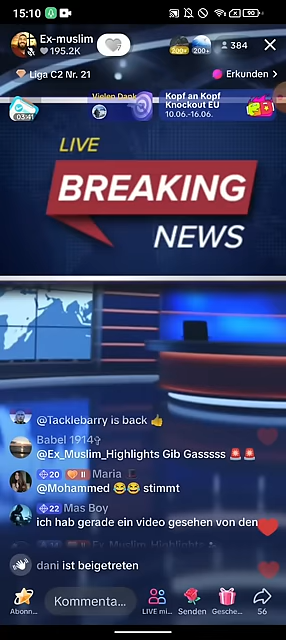 15:10
Ex-muslim
195.2K
200+
200+
384
Liga C2 Nr. 21
Erkunden >
03:41
Vielen Dank
Kopf an Kopf
Knockout EU
10.06.-16.06.
LIVE
BREAKING
NEWS
@Tacklebarry is back 👍
Babel 1914✞
@Ex_Muslim_Highlights Gib Gasssss 🚨🚨
20 II Maria
@Mohammed 😂😂 stimmt
22 Mas Boy
ich hab gerade ein video gesehen von den
Ex_Muslim_Highlights
dani ist beigetreten
Abonn...
Kommenta...
LIVE mi...
Senden
Gesche...
56